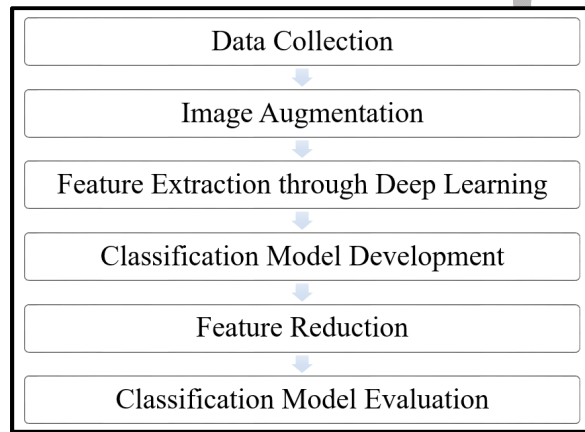 Data Collection
Image Augmentation
Feature Extraction through Deep Learning
Classification Model Development
Feature Reduction
Classification Model Evaluation